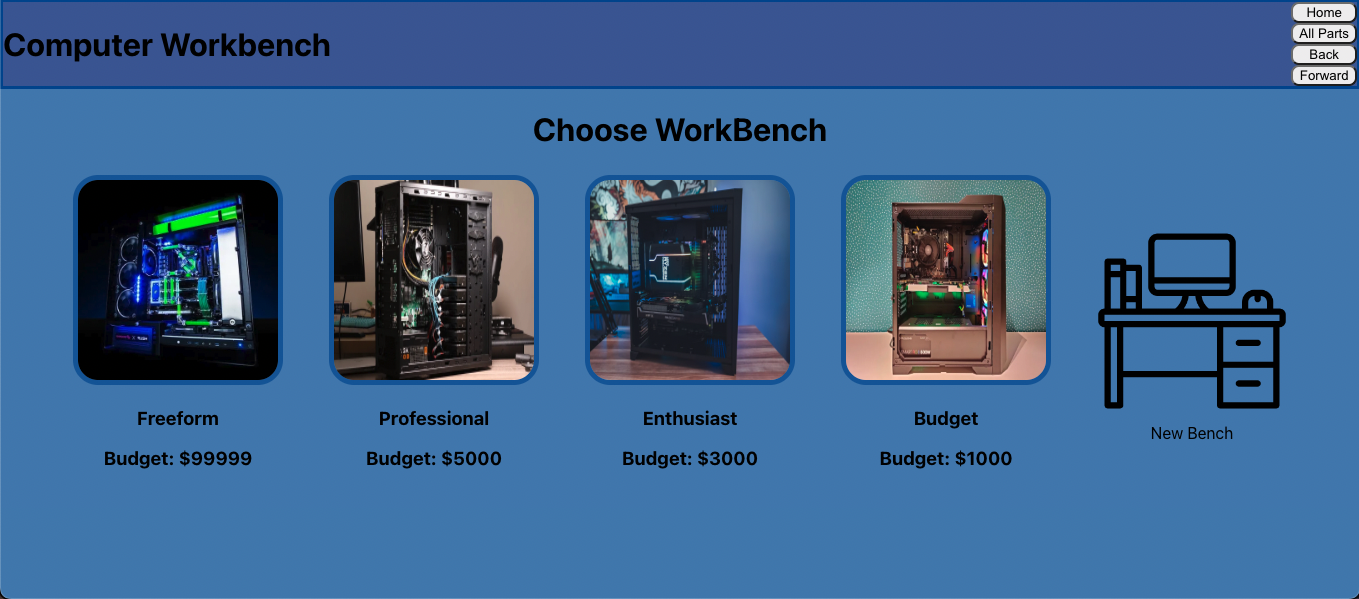 Computer Workbench
Home
All Parts
Back
Forward
Choose WorkBench
Freeform
Budget: $99999
Professional
Budget: $5000
Enthusiast
Budget: $3000
Budget
Budget: $1000
New Bench